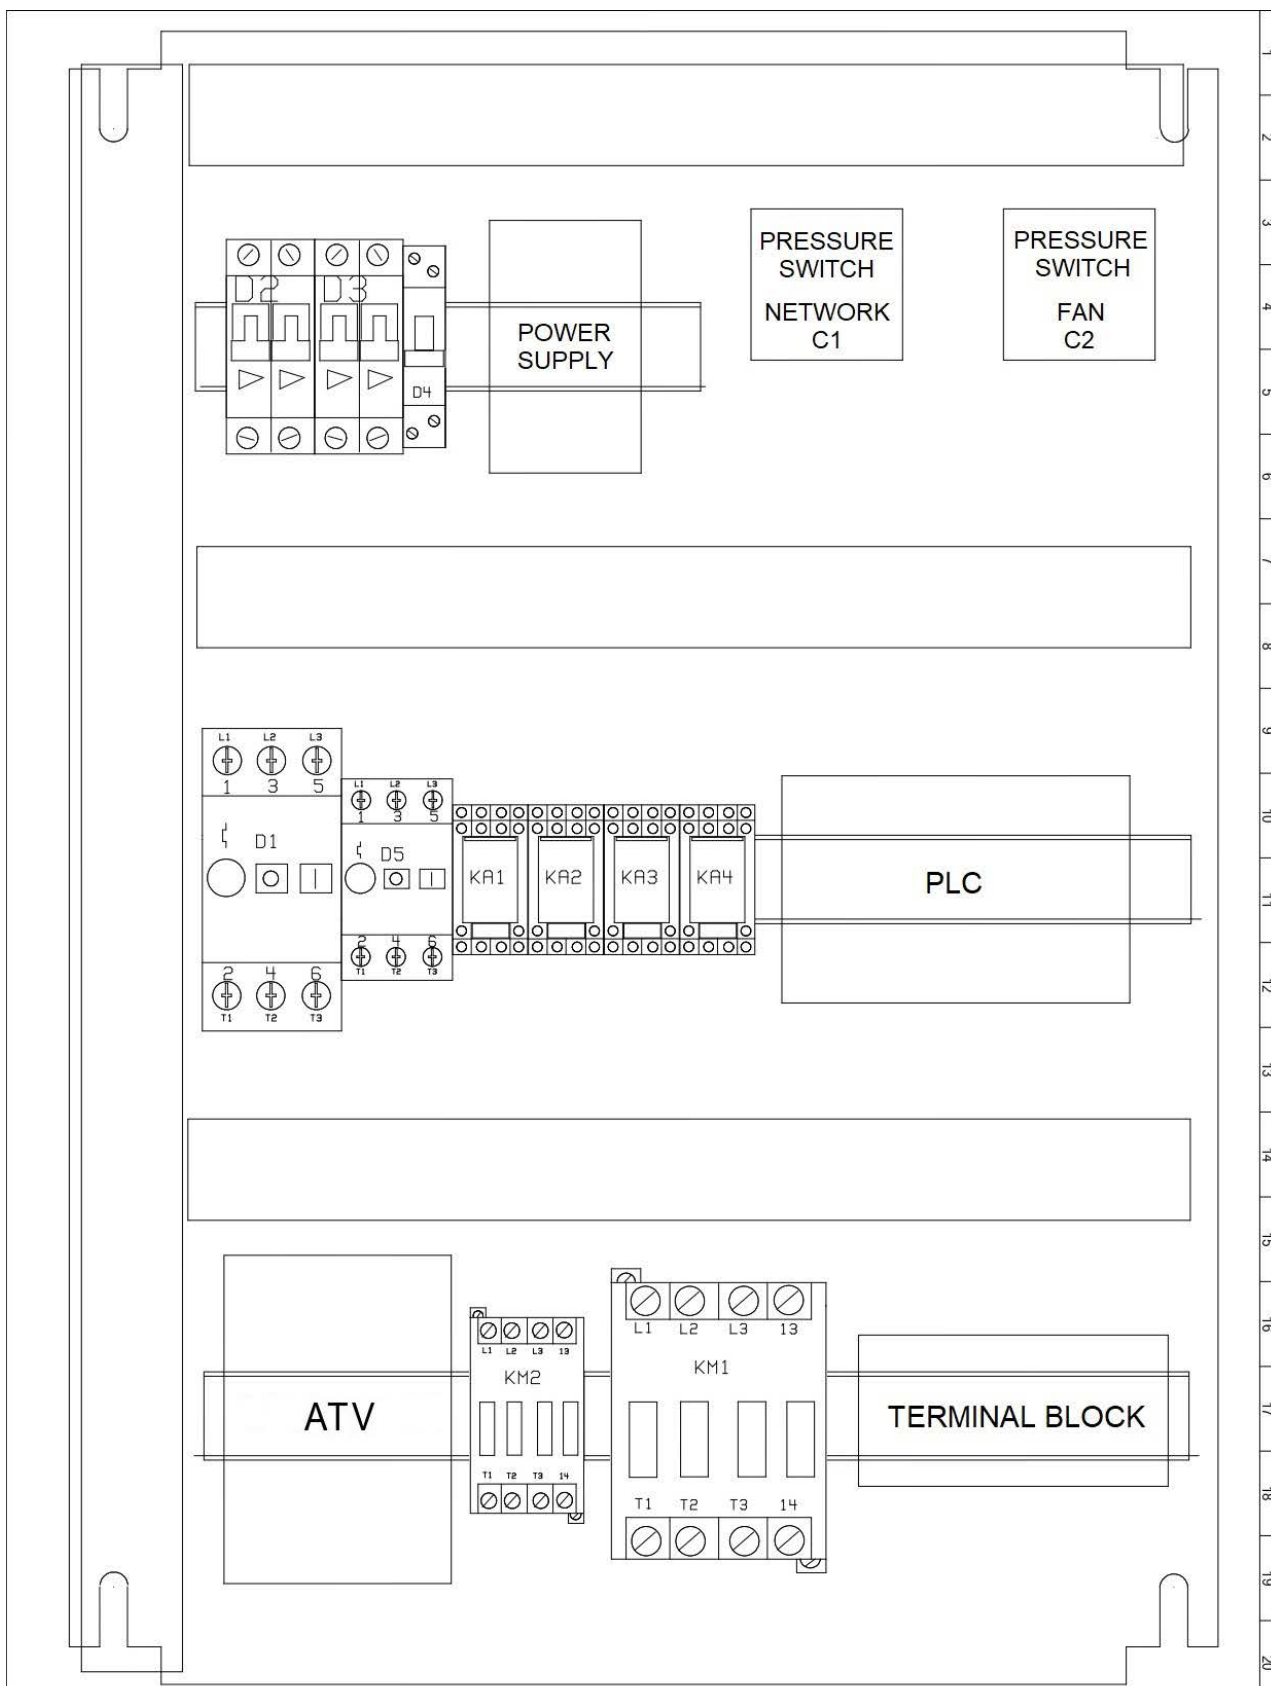 1
2
3
PRESSURE
SWITCH
NETWORK
C1
PRESSURE
SWITCH
FAN
C2
D2
D3
4
POWER
SUPPLY
D4
5
6
7
8
9
L1 L2 L3
1 3 5
L1 L2 L3
1 3 5
10
D1
D5
KA1
KA2
KA3
KA4
PLC
11
2 4 6
T1 T2 T3
2 4 6
T1 T2 T3
12
13
14
15
16
L1 L2 L3 13
L1 L2 L3 13
KM2
KM1
ATV
TERMINAL BLOCK
17
T1 T2 T3 14
T1 T2 T3 14
18
19
20